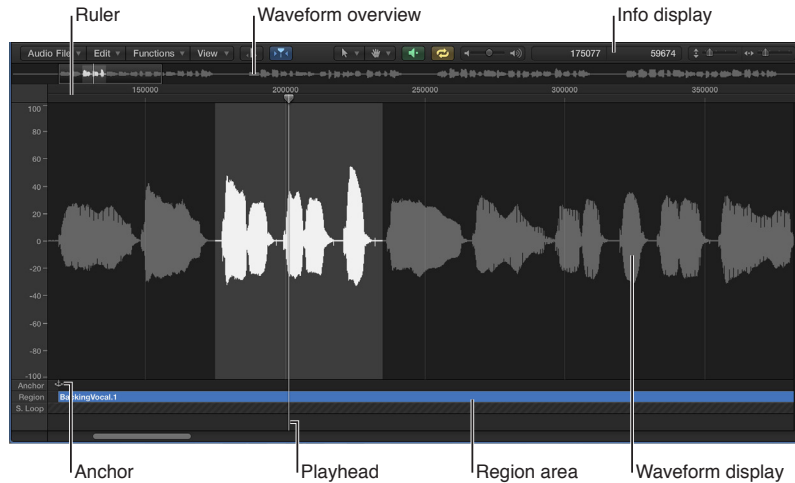 Ruler
Waveform overview
Info display
Audio File Edit Functions View 175077 59674
150000 200000 250000 300000 350000
100
80
60
40
20
0
-20
-40
-60
-80
-100
Anchor
Region BackingVocal.1
S. Loop
Anchor
Playhead
Region area
Waveform display